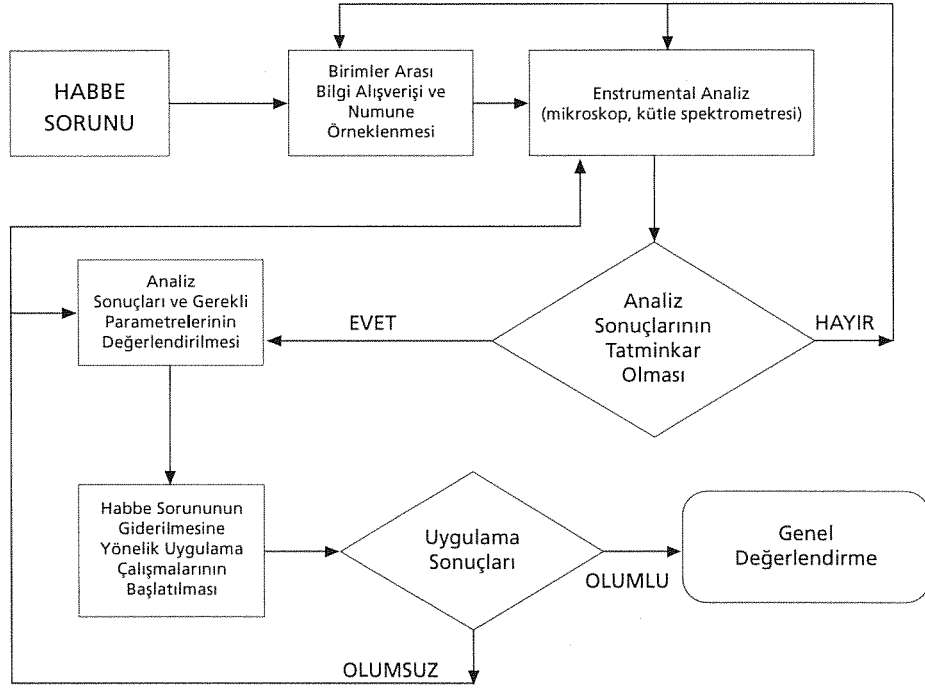 HABBE
SORUNU
Birimler Arası
Bilgi Alışverişi ve
Numune
Örneklenmesi
Enstrumental Analiz
(mikroskop, kütle spektrometresi)
Analiz
Sonuçlarının
Tatminkar
Olması
HAYIR
EVET
Analiz
Sonuçları ve Gerekli
Parametrelerinin
Değerlendirilmesi
Habbe Sorununun
Giderilmesine
Yönelik Uygulama
Çalışmalarının
Başlatılması
Uygulama
Sonuçları
OLUMLU
Genel
Değerlendirme
OLUMSUZ